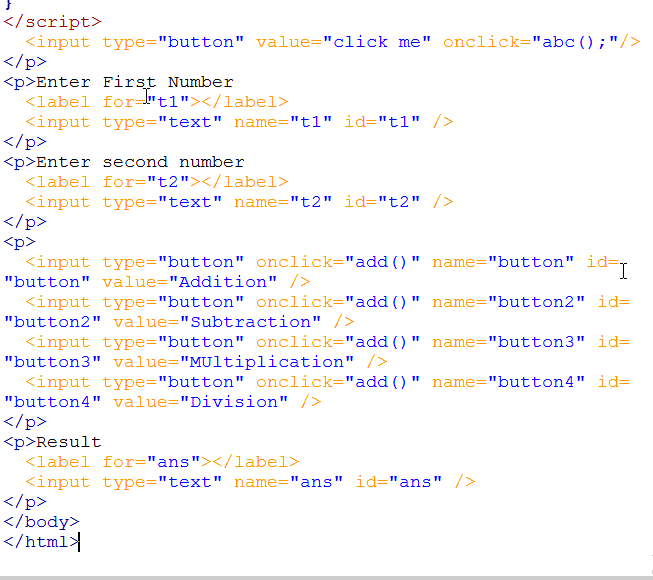 }
</script>
<input type="button" value="click me" onclick="abc();"/>
</p>
<p>Enter First Number
<label for="t1"></label>
<input type="text" name="t1" id="t1" />
</p>
<p>Enter second number
<label for="t2"></label>
<input type="text" name="t2" id="t2" />
</p>
<p>
<input type="button" onclick="add()" name="button" id=
"button" value="Addition" />
<input type="button" onclick="add()" name="button2" id=
"button2" value="Subtraction" />
<input type="button" onclick="add()" name="button3" id=
"button3" value="MUltiplication" />
<input type="button" onclick="add()" name="button4" id=
"button4" value="Division" />
</p>
<p>Result
<label for="ans"></label>
<input type="text" name="ans" id="ans" />
</p>
</body>
</html>